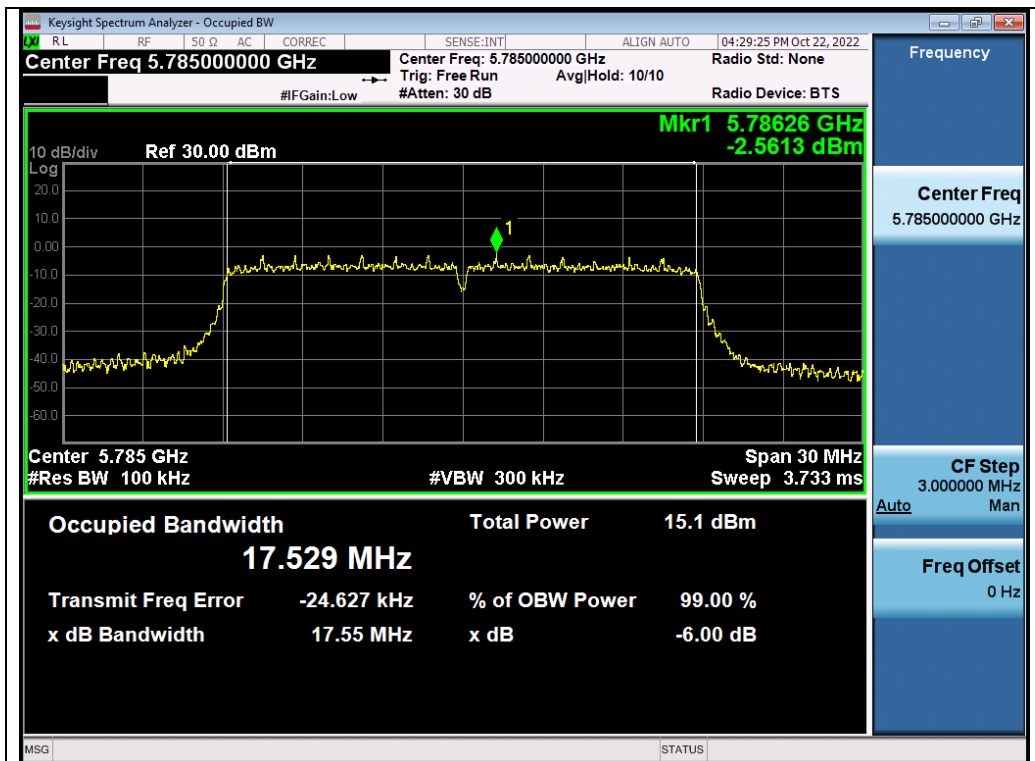 Keysight Spectrum Analyzer - Occupied BW
LXI RL RF 50 Ω AC CORREC SENSE:INT ALIGN AUTO 04:29:25 PM Oct 22, 2022
Center Freq 5.785000000 GHz
Center Freq: 5.785000000 GHz Radio Std: None
Trig: Free Run Avg|Hold: 10/10
#IFGain:Low #Atten: 30 dB Radio Device: BTS
Mkr1 5.78626 GHz
-2.5613 dBm
10 dB/div Ref 30.00 dBm
Log
20.0
10.0
1
0.00
-10.0
-20.0
-30.0
-40.0
-50.0
-60.0
Center 5.785 GHz Span 30 MHz
#Res BW 100 kHz #VBW 300 kHz Sweep 3.733 ms
Occupied Bandwidth Total Power 15.1 dBm
17.529 MHz
Transmit Freq Error -24.627 kHz % of OBW Power 99.00 %
x dB Bandwidth 17.55 MHz x dB -6.00 dB
Frequency
Center Freq
5.785000000 GHz
CF Step
3.000000 MHz
Auto Man
Freq Offset
0 Hz
MSG STATUS